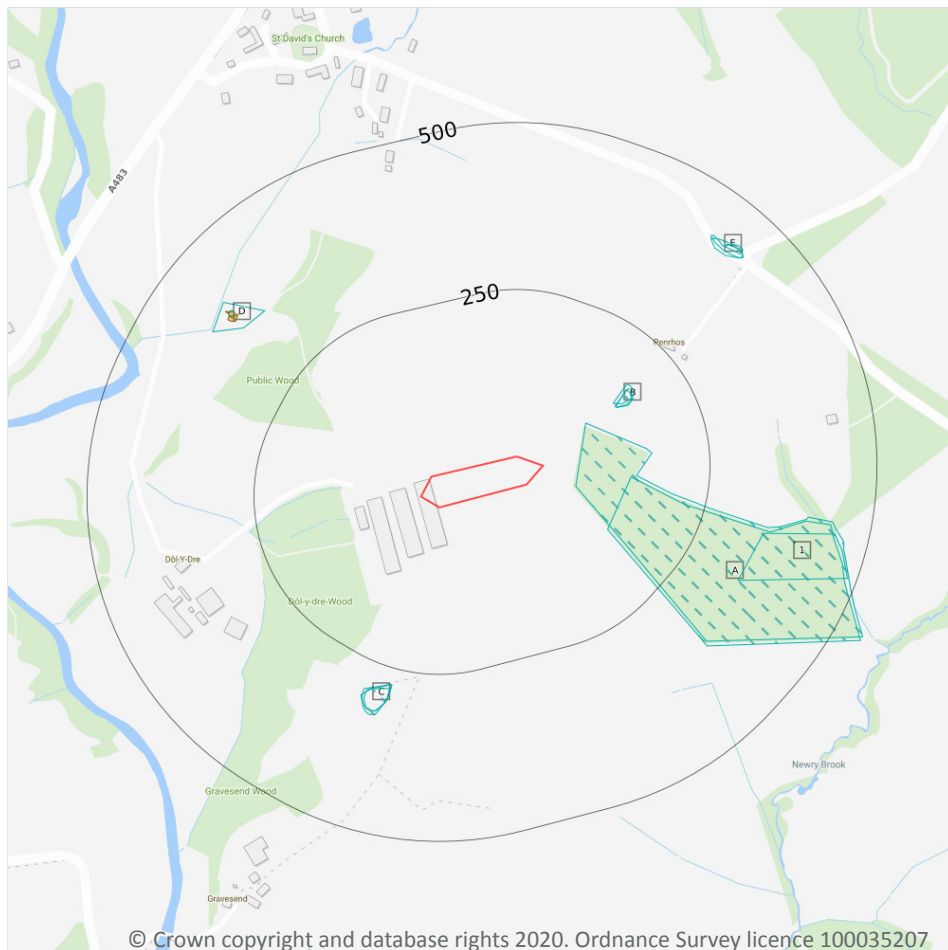 St David's Church
500
A483
E
250
D
Penrhos
Public Wood
B
1
Dôl-Y-Dre
A
Dôl-y-dre-Wood
C
Newry Brook
Gravesend Wood
Gravesend
© Crown copyright and database rights 2020. Ordnance Survey licence 100035207